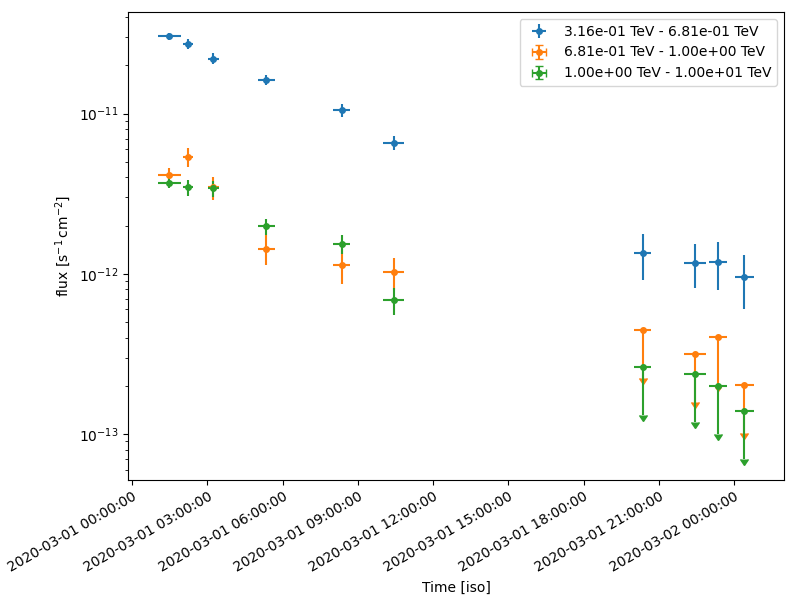 3.16e-01 TeV - 6.81e-01 TeV
6.81e-01 TeV - 1.00e+00 TeV
1.00e+00 TeV - 1.00e+01 TeV
flux [s⁻¹ cm⁻²]
10⁻¹¹
10⁻¹²
10⁻¹³
2020-03-01 00:00:00
2020-03-01 03:00:00
2020-03-01 06:00:00
2020-03-01 09:00:00
2020-03-01 12:00:00
2020-03-01 15:00:00
2020-03-01 18:00:00
2020-03-01 21:00:00
2020-03-02 00:00:00
Time [iso]